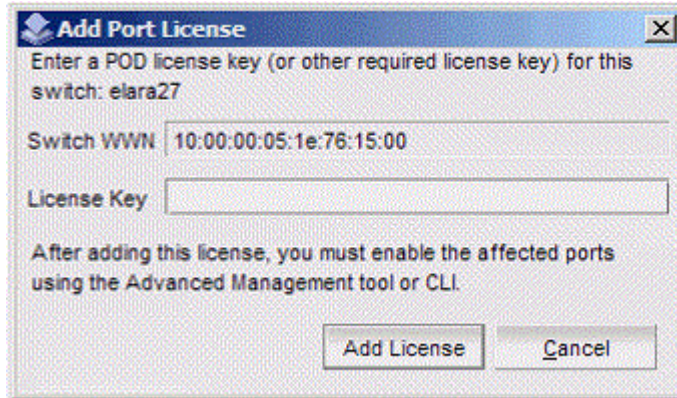 Add Port License
Enter a POD license key (or other required license key) for this
switch: elara27
Switch WWN 10:00:00:05:1e:76:15:00
License Key
After adding this license, you must enable the affected ports
using the Advanced Management tool or CLI.
Add License Cancel